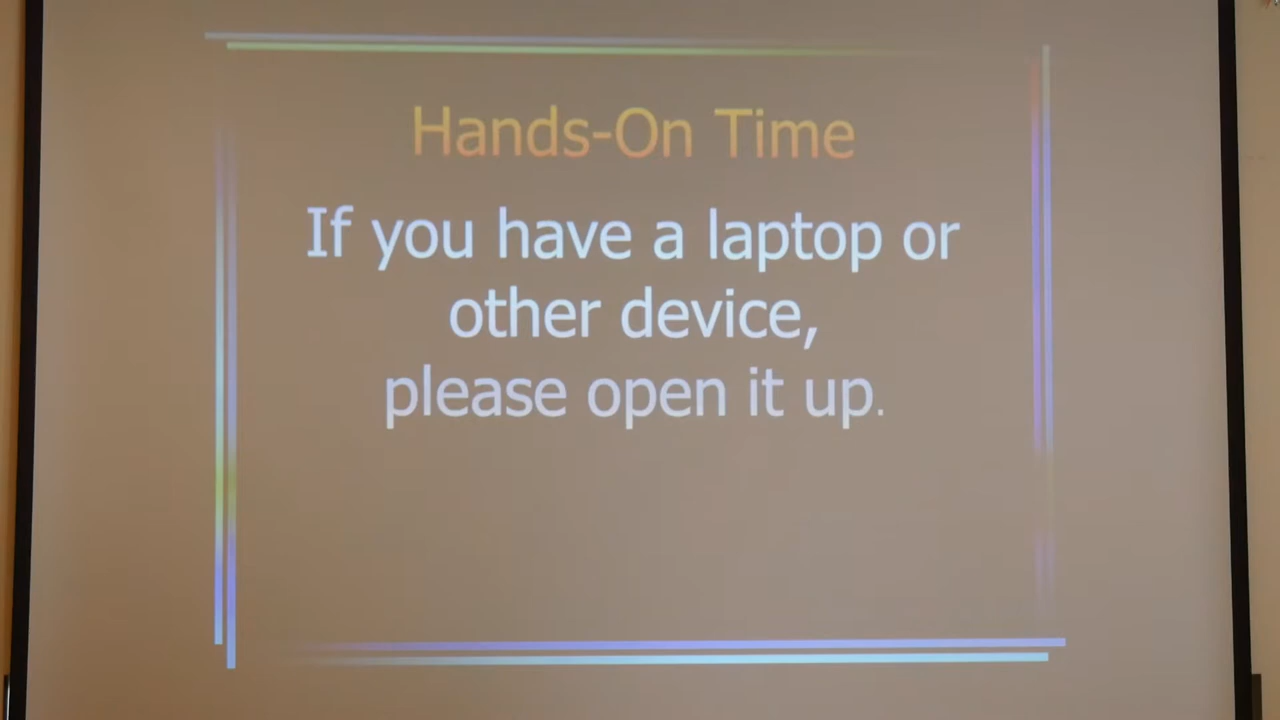 Hands-On Time
If you have a laptop or
other device,
please open it up.